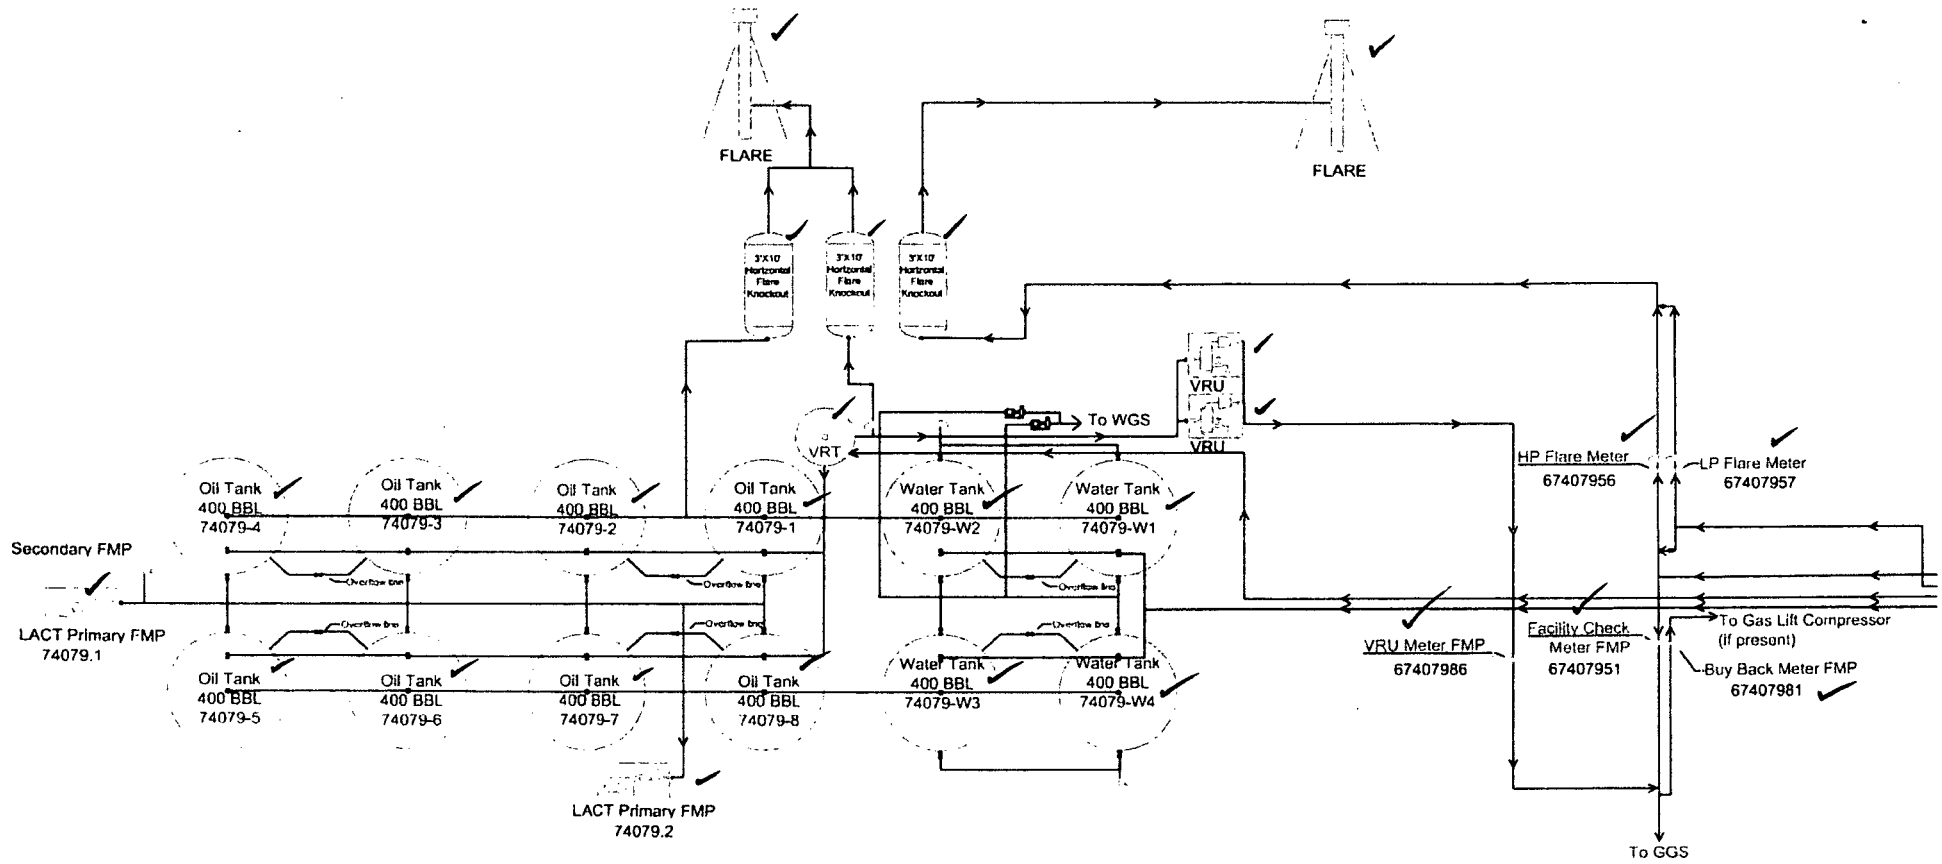 FLARE
FLARE
3'X10'
Horizontal
Flare
Knockout
3'X10'
Horizontal
Flare
Knockout
3'X10'
Horizontal
Flare
Knockout
VRU
VRU
To WGS
VRT
HP Flare Meter
67407956
LP Flare Meter
67407957
Oil Tank
400 BBL
74079-4
Oil Tank
400 BBL
74079-3
Oil Tank
400 BBL
74079-2
Oil Tank
400 BBL
74079-1
Water Tank
400 BBL
74079-W2
Water Tank
400 BBL
74079-W1
Secondary FMP
Overflow line
Overflow line
Overflow line
LACT Primary FMP
74079.1
Overflow line
Overflow line
Overflow line
VRU Meter FMP
67407986
Facility Check
Meter FMP
67407951
To Gas Lift Compressor
(if present)
Buy Back Meter FMP
67407981
Oil Tank
400 BBL
74079-5
Oil Tank
400 BBL
74079-6
Oil Tank
400 BBL
74079-7
Oil Tank
400 BBL
74079-8
Water Tank
400 BBL
74079-W3
Water Tank
400 BBL
74079-W4
LACT Primary FMP
74079.2
To GGS